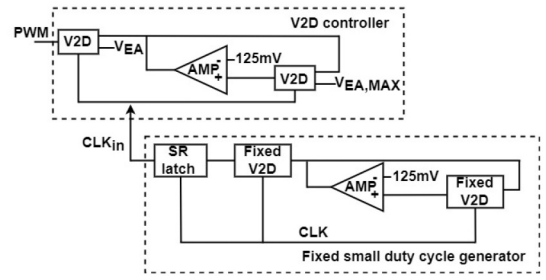 V2D controller
PWM
V2D
VEA
AMP
-
+
125mV
V2D
VEA,MAX
CLKin
SR
latch
Fixed
V2D
AMP
-
+
125mV
Fixed
V2D
CLK
Fixed small duty cycle generator